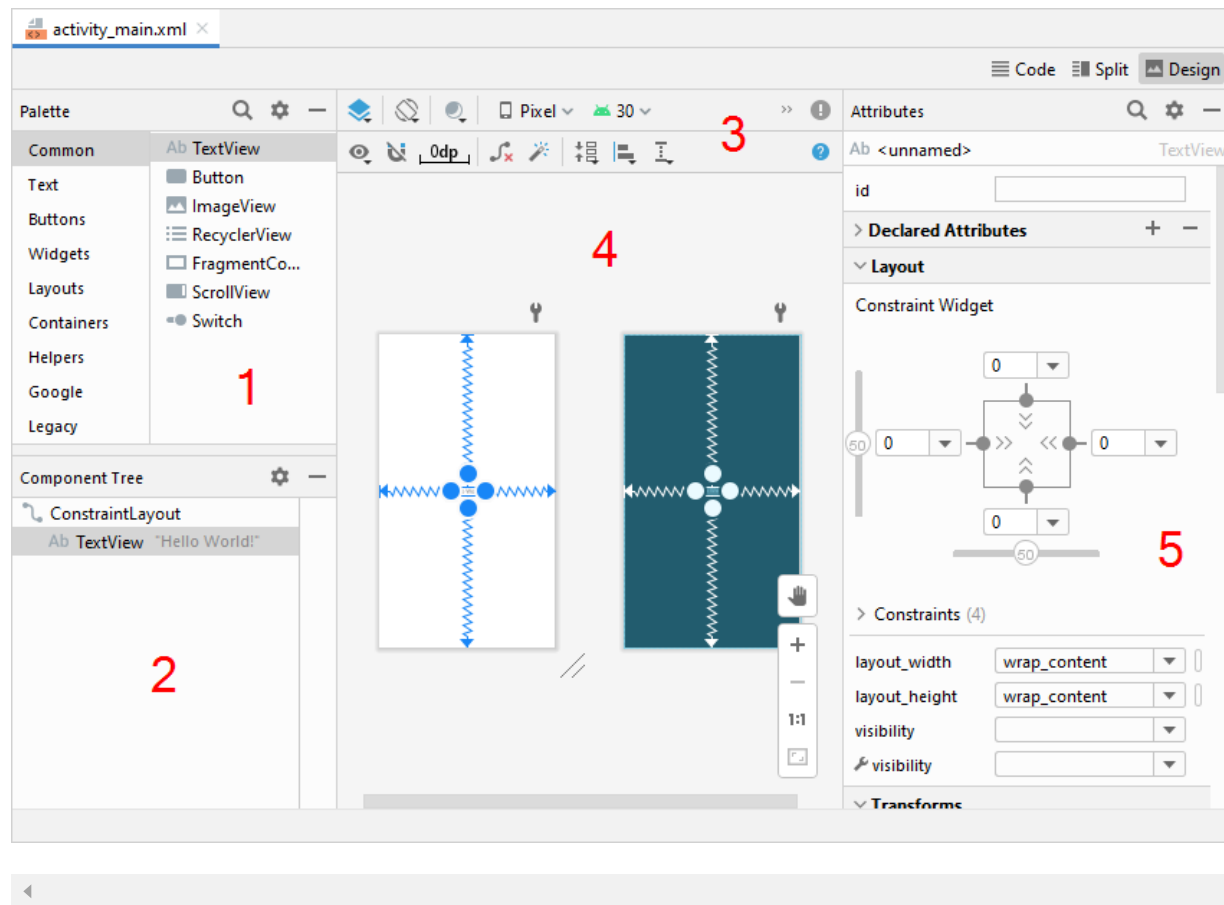 activity_main.xml
Code Split Design
Palette
Common
Text
Buttons
Widgets
Layouts
Containers
Helpers
Google
Legacy
Ab TextView
Button
ImageView
RecyclerView
FragmentCo...
ScrollView
Switch
1
Component Tree
ConstraintLayout
Ab TextView "Hello World!"
2
Pixel 30
0dp
3
4
1:1
Attributes
Ab <unnamed> TextView
id
Declared Attributes
Layout
Constraint Widget
0
50 0 0
0
50
5
Constraints (4)
layout_width wrap_content
layout_height wrap_content
visibility
visibility
Transforms